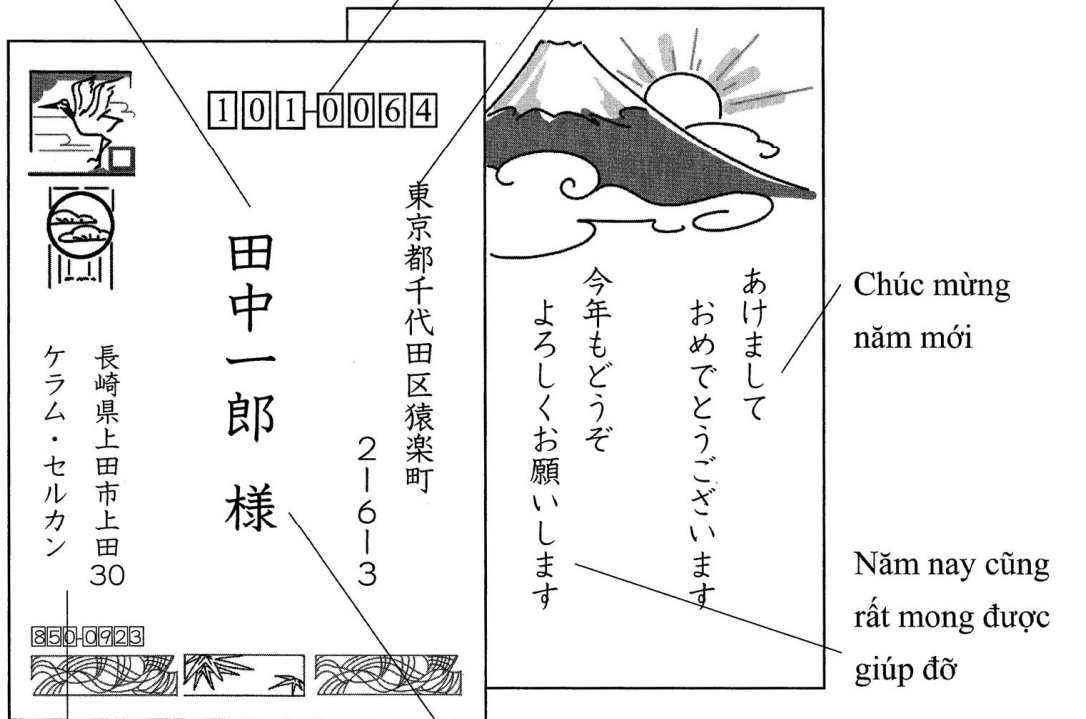 101-0064
東京都千代田区猿楽町
2-6-3
田中一郎 様
長崎県上田市上田
30
ケラム・セルカン
850-0923
あけまして
おめでとうございます
今年もどうぞ
よろしくお願いします
Chúc mừng
năm mới
Năm nay cũng
rất mong được
giúp đỡ